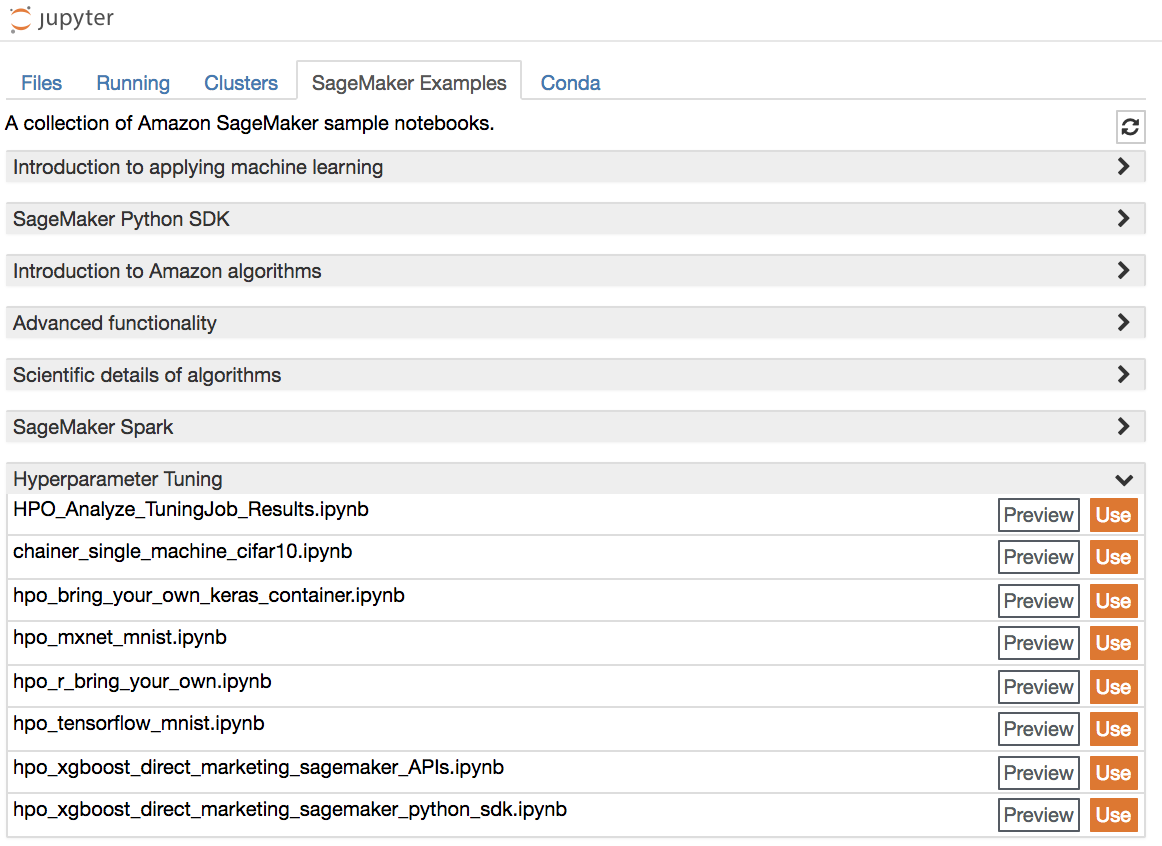 jupyter
Files Running Clusters SageMaker Examples Conda
A collection of Amazon SageMaker sample notebooks.
Introduction to applying machine learning
SageMaker Python SDK
Introduction to Amazon algorithms
Advanced functionality
Scientific details of algorithms
SageMaker Spark
Hyperparameter Tuning
HPO_Analyze_TuningJob_Results.ipynb Preview Use
chainer_single_machine_cifar10.ipynb Preview Use
hpo_bring_your_own_keras_container.ipynb Preview Use
hpo_mxnet_mnist.ipynb Preview Use
hpo_r_bring_your_own.ipynb Preview Use
hpo_tensorflow_mnist.ipynb Preview Use
hpo_xgboost_direct_marketing_sagemaker_APIs.ipynb Preview Use
hpo_xgboost_direct_marketing_sagemaker_python_sdk.ipynb Preview Use